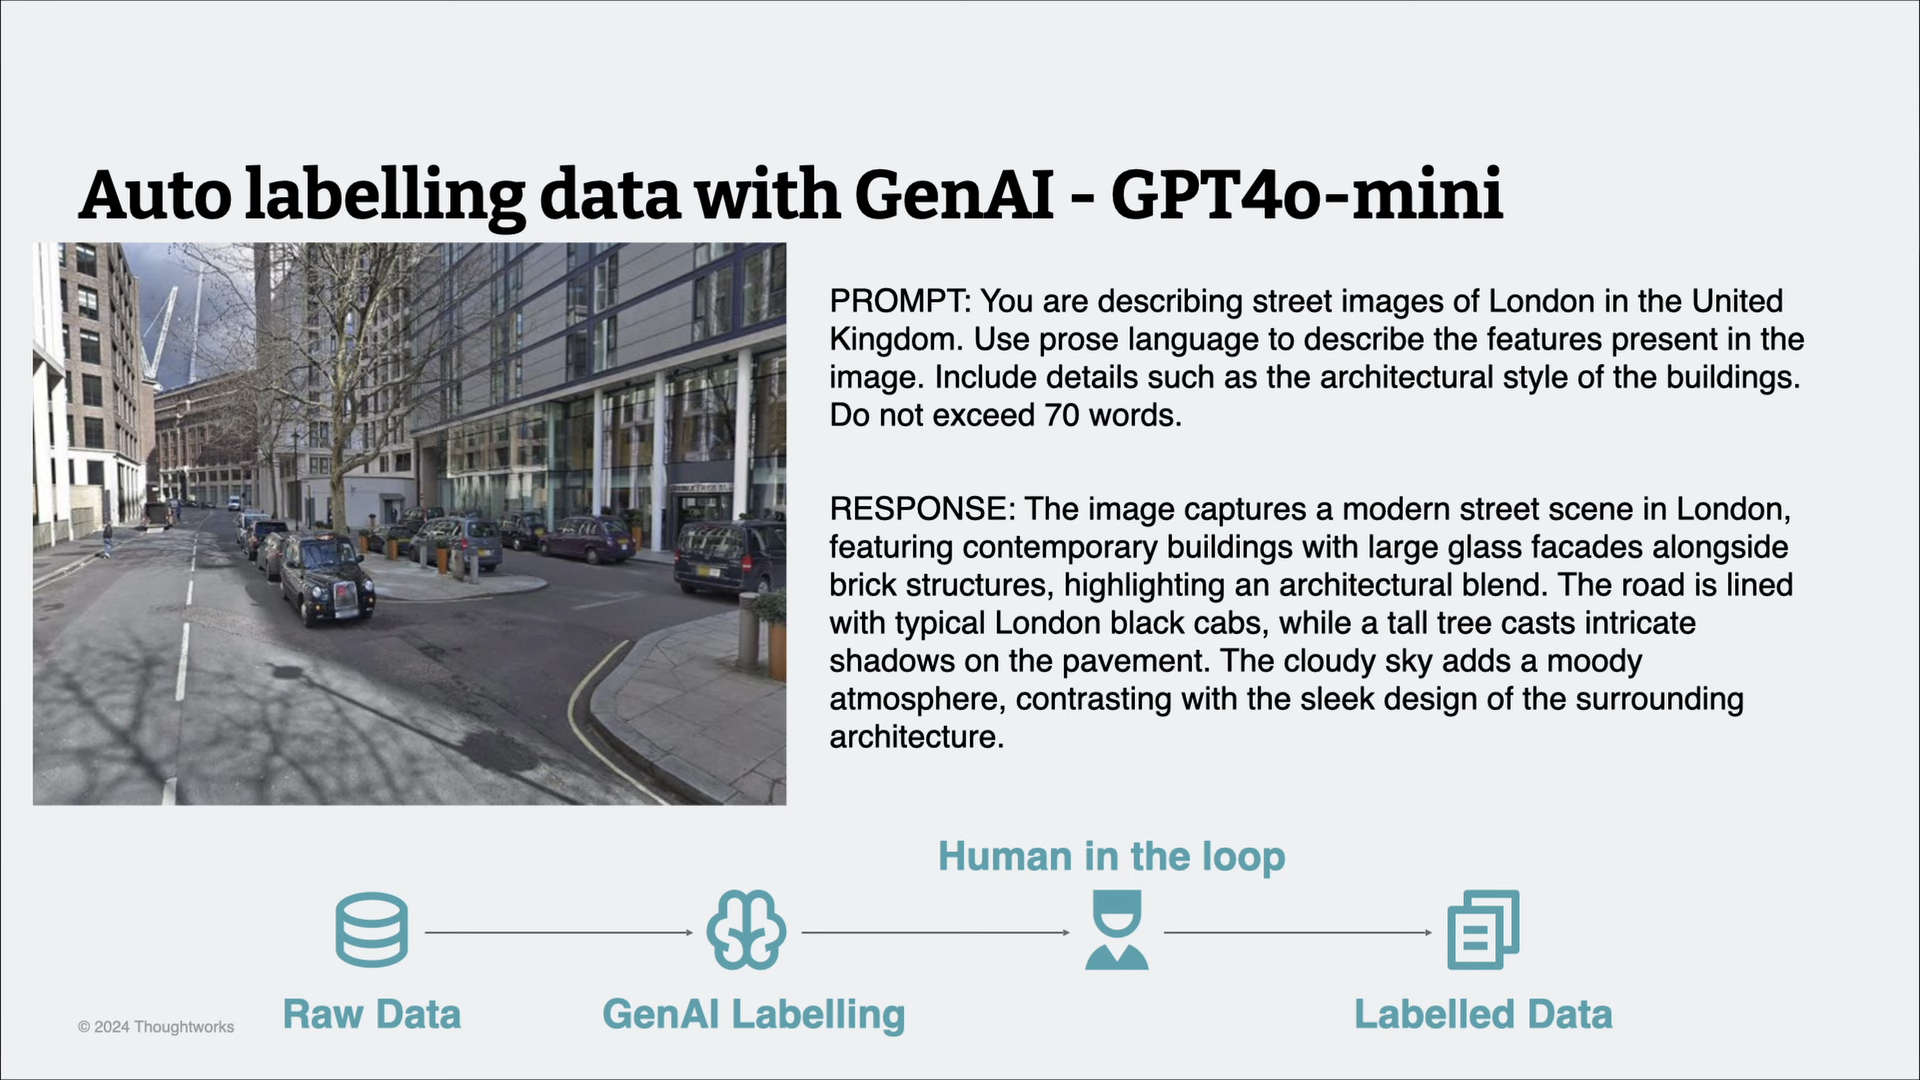 Auto labelling data with GenAI - GPT4o-mini
PROMPT: You are describing street images of London in the United
Kingdom. Use prose language to describe the features present in the
image. Include details such as the architectural style of the buildings.
Do not exceed 70 words.
RESPONSE: The image captures a modern street scene in London,
featuring contemporary buildings with large glass facades alongside
brick structures, highlighting an architectural blend. The road is lined
with typical London black cabs, while a tall tree casts intricate
shadows on the pavement. The cloudy sky adds a moody
atmosphere, contrasting with the sleek design of the surrounding
architecture.
Human in the loop
Raw Data
GenAI Labelling
Labelled Data
© 2024 Thoughtworks